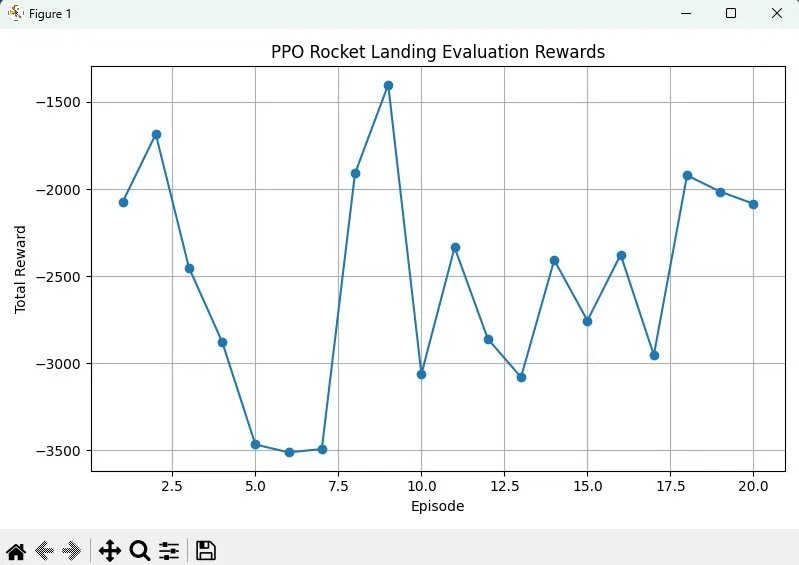 Figure 1
PPO Rocket Landing Evaluation Rewards
−1500
−2000
−2500
−3000
−3500
Total Reward
2.5 5.0 7.5 10.0 12.5 15.0 17.5 20.0
Episode